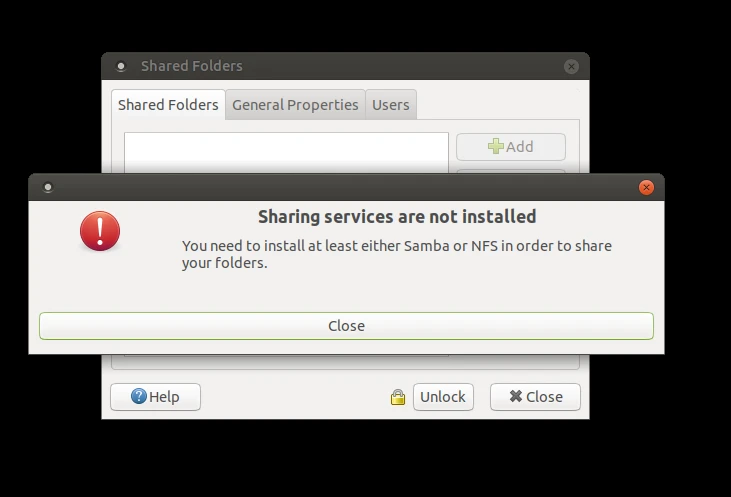 Shared Folders
Shared Folders General Properties Users
Add
Sharing services are not installed
You need to install at least either Samba or NFS in order to share
your folders.
Close
Help Unlock Close